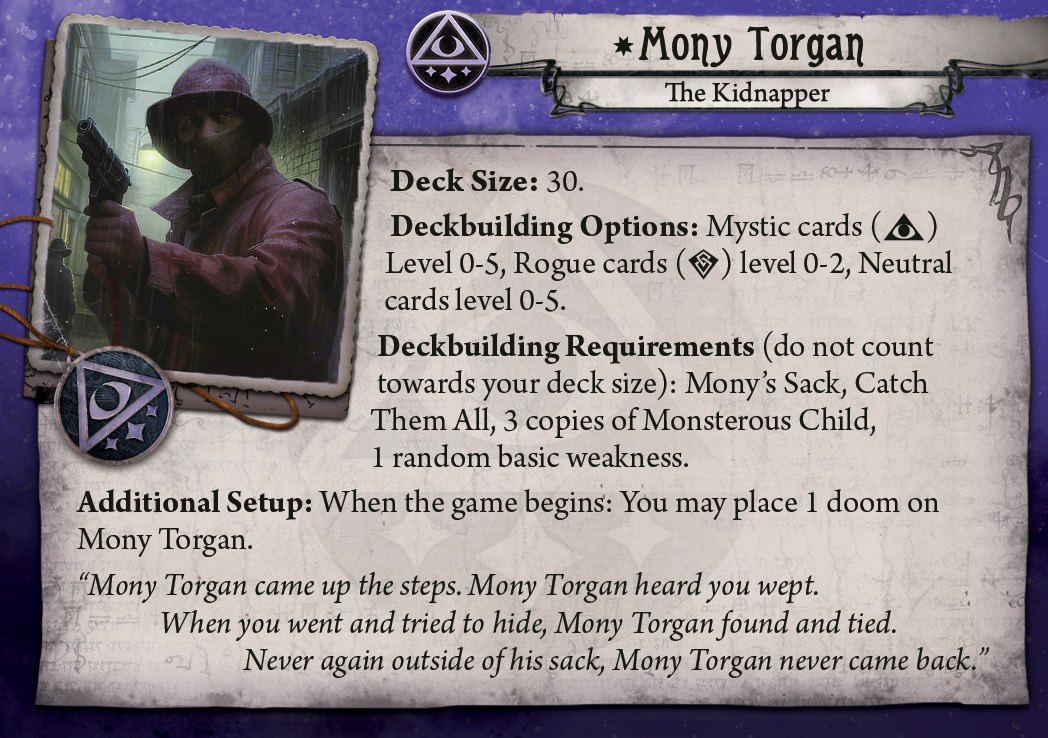 Mony Torgan
The Kidnapper
Deck Size: 30.
Deckbuilding Options: Mystic cards ( )
Level 0-5, Rogue cards ( ) level 0-2, Neutral
cards level 0-5.
Deckbuilding Requirements (do not count
towards your deck size): Mony’s Sack, Catch
Them All, 3 copies of Monsterous Child,
1 random basic weakness.
Additional Setup: When the game begins: You may place 1 doom on
Mony Torgan.
“Mony Torgan came up the steps. Mony Torgan heard you wept.
When you went and tried to hide, Mony Torgan found and tied.
Never again outside of his sack, Mony Torgan never came back.”